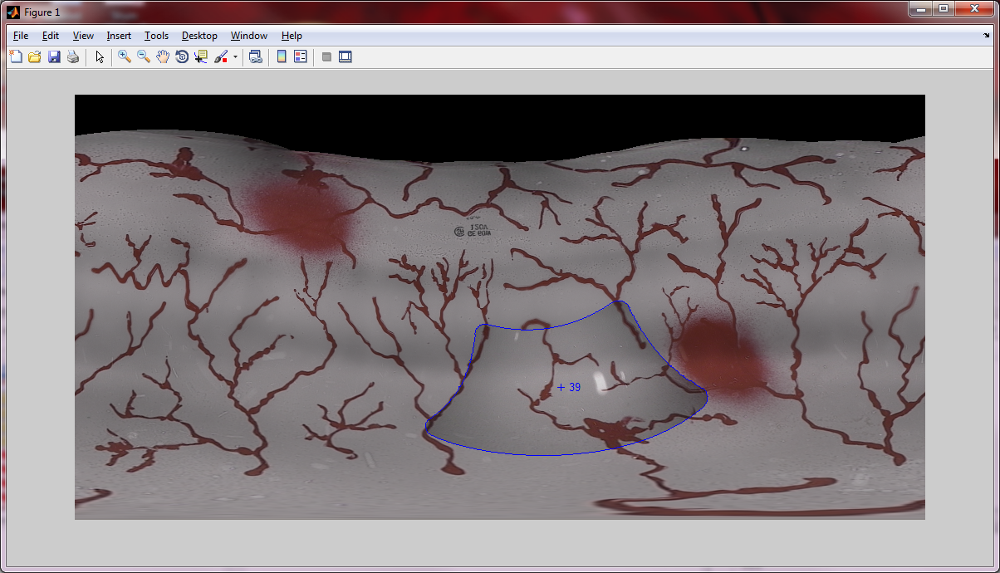 Figure 1
File Edit View Insert Tools Desktop Window Help
+ 39